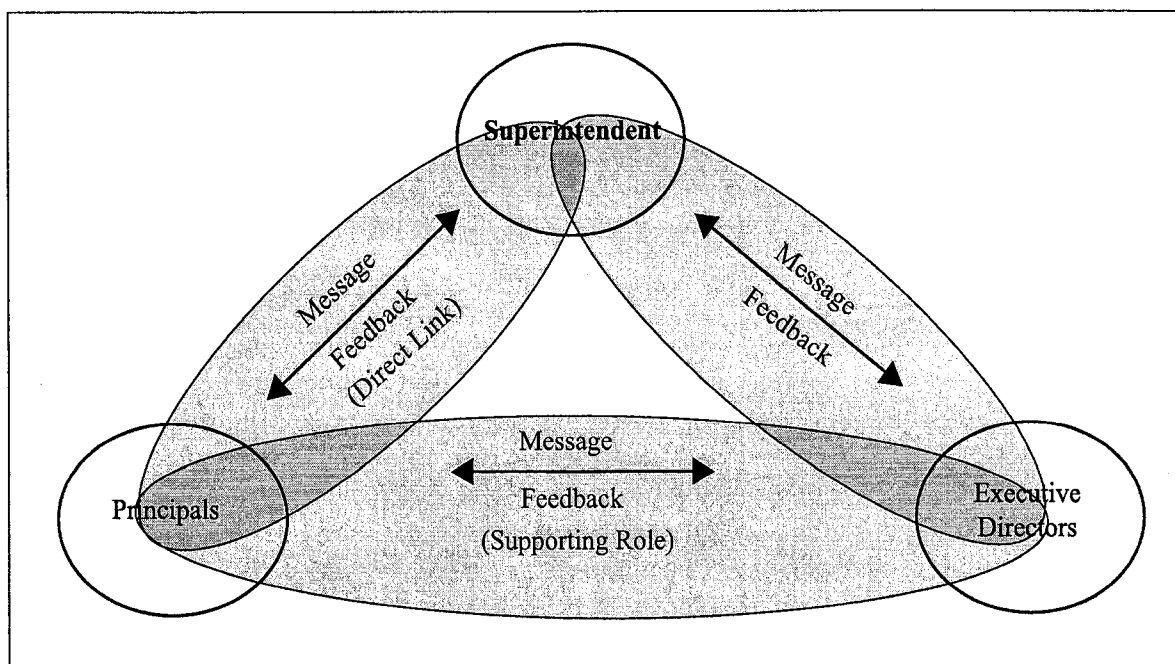 Superintendent
Message
Feedback
(Direct Link)
Message
Feedback
Message
Feedback
(Supporting Role)
Principals
Executive
Directors